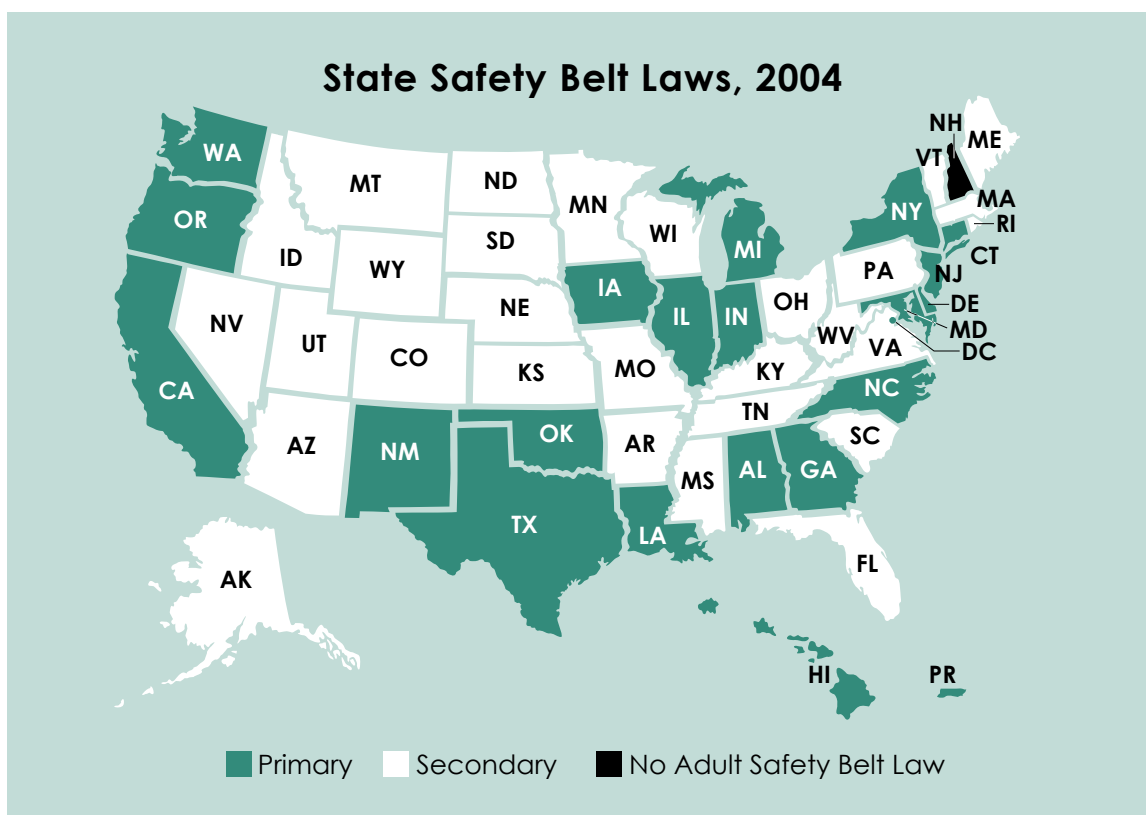 State Safety Belt Laws, 2004
NH
ME
WA
VT
MT
ND
MN
MA
OR
NY
RI
SD
WI
MI
ID
CT
WY
PA
NJ
IA
NE
OH
DE
IL
IN
NV
MD
WV
UT
VA
DC
CO
MO
KS
KY
CA
NC
TN
OK
SC
AZ
AR
NM
AL
GA
MS
TX
LA
FL
AK
HI
PR
Primary
Secondary
No Adult Safety Belt Law